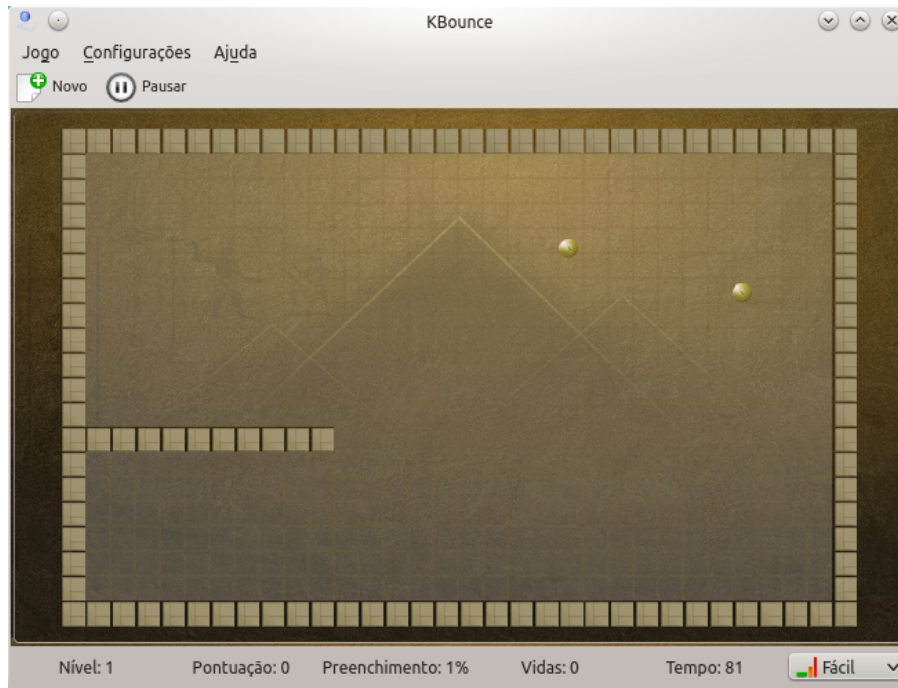 KBounce
Jogo Configurações Ajuda
Novo Pausar
Nível: 1 Pontuação: 0 Preenchimento: 1% Vidas: 0 Tempo: 81 Fácil